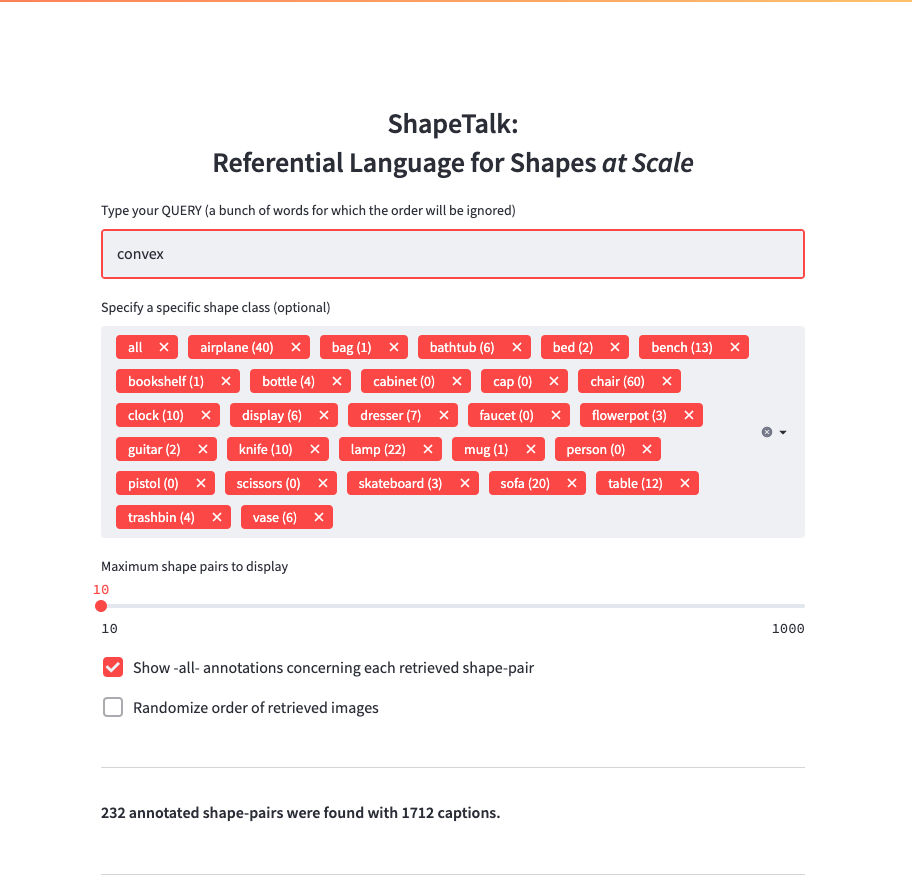 ShapeTalk:
Referential Language for Shapes at Scale
Type your QUERY (a bunch of words for which the order will be ignored)
convex
Specify a specific shape class (optional)
all × airplane (40) × bag (1) × bathtub (6) × bed (2) × bench (13) ×
bookshelf (1) × bottle (4) × cabinet (0) × cap (0) × chair (60) ×
clock (10) × display (6) × dresser (7) × faucet (0) × flowerpot (3) ×
guitar (2) × knife (10) × lamp (22) × mug (1) × person (0) ×
pistol (0) × scissors (0) × skateboard (3) × sofa (20) × table (12) ×
trashbin (4) × vase (6) ×
Maximum shape pairs to display
10
10 1000
Show -all- annotations concerning each retrieved shape-pair
Randomize order of retrieved images
232 annotated shape-pairs were found with 1712 captions.